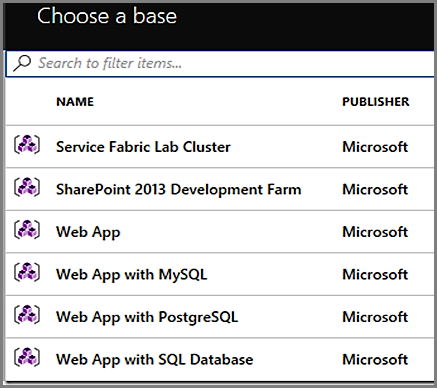 Choose a base
Search to filter items...
NAME PUBLISHER
Service Fabric Lab Cluster Microsoft
SharePoint 2013 Development Farm Microsoft
Web App Microsoft
Web App with MySQL Microsoft
Web App with PostgreSQL Microsoft
Web App with SQL Database Microsoft